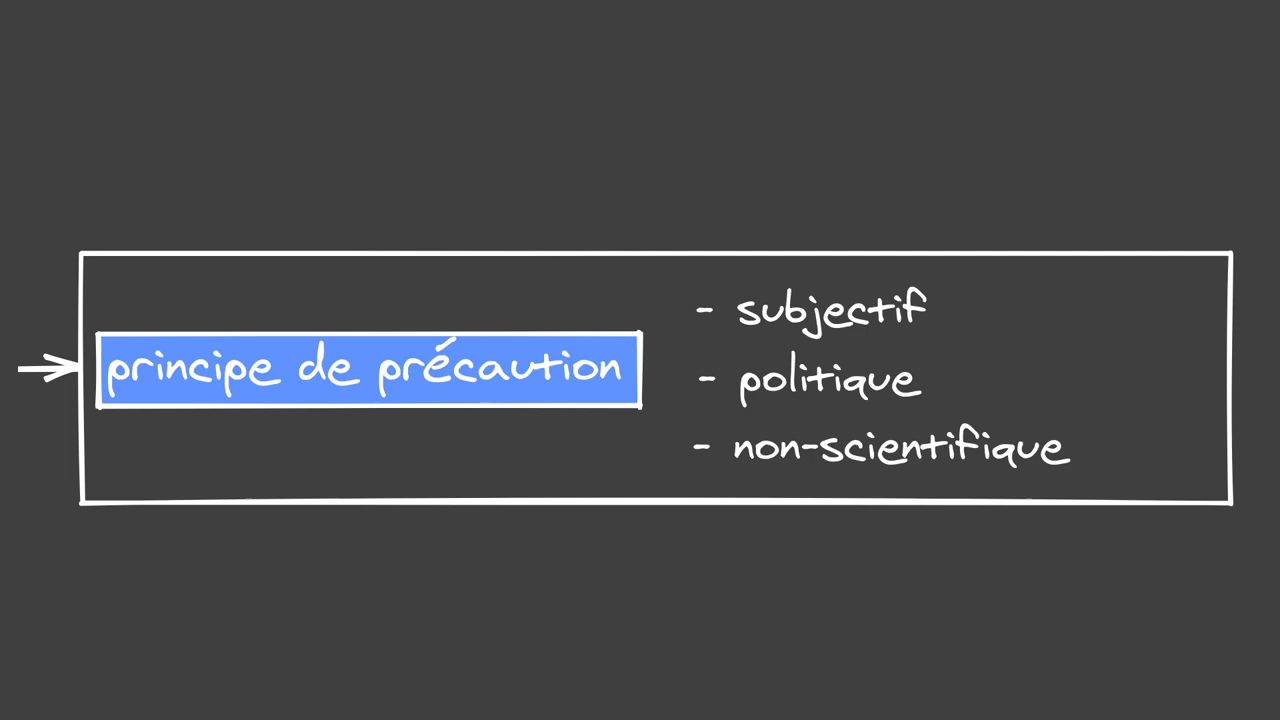 principe de précaution
- subjectif
- politique
- non-scientifique